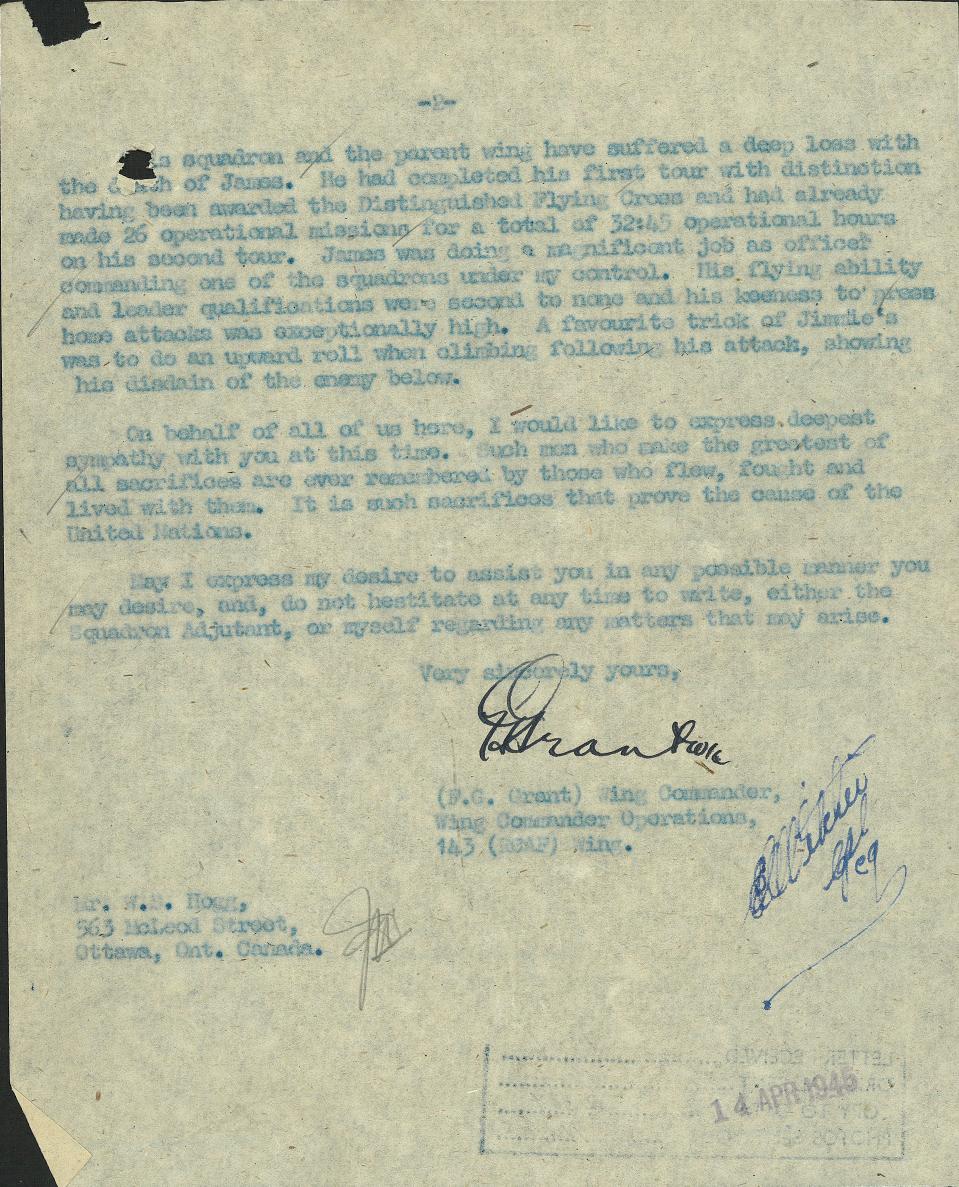 -2-
is squadron and the parent wing have suffered a deep loss with
the d th of James. He had completed his first tour with distinction
having been awarded the Distinguished Flying Cross and had already
made 26 operational missions for a total of 32:45 operational hours
on his second tour. James was doing a magnificent job as officer
commanding one of the squadrons under my control. His flying ability
and leader qualifications were second to none and his keeness to press
home attacks was exceptionally high. A favourite trick of Jimmie's
was to do an upward roll when climbing following his attack, showing
his disdain of the enemy below.
On behalf of all of us here, I would like to express deepest
sympathy with you at this time. Such men who make the greatest of
all sacrifices are ever remembered by those who flew, fought and
lived with them. It is such sacrifices that prove the cause of the
United Nations.
May I express my desire to assist you in any possible manner you
may desire, and, do not hestitate at any time to write, either the
Squadron Adjutant, or myself regarding any matters that may arise.
Very sincerely yours,
(F.G. Grant) Wing Commander,
Wing Commander Operations,
143 (RCAF) Wing.
Mr. W.S. Hogg,
563 McLeod Street,
Ottawa, Ont. Canada.
LETTER RECEIVED
14 APR 1945